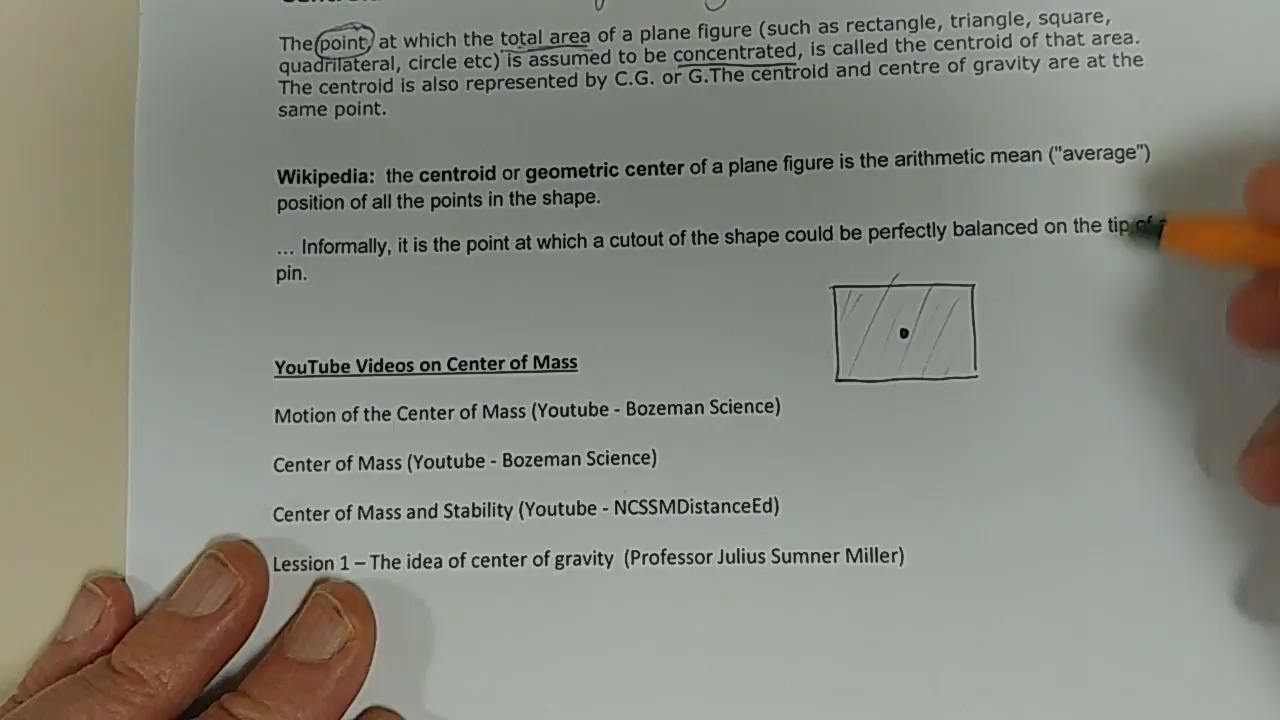 The point, at which the total area of a plane figure (such as rectangle, triangle, square,
quadrilateral, circle etc) is assumed to be concentrated, is called the centroid of that area.
The centroid is also represented by C.G. or G.The centroid and centre of gravity are at the
same point.
Wikipedia: the centroid or geometric center of a plane figure is the arithmetic mean ("average")
position of all the points in the shape.
... Informally, it is the point at which a cutout of the shape could be perfectly balanced on the tip of
pin.
YouTube Videos on Center of Mass
Motion of the Center of Mass (Youtube - Bozeman Science)
Center of Mass (Youtube - Bozeman Science)
Center of Mass and Stability (Youtube - NCSSMDistanceEd)
Lession 1 – The idea of center of gravity (Professor Julius Sumner Miller)